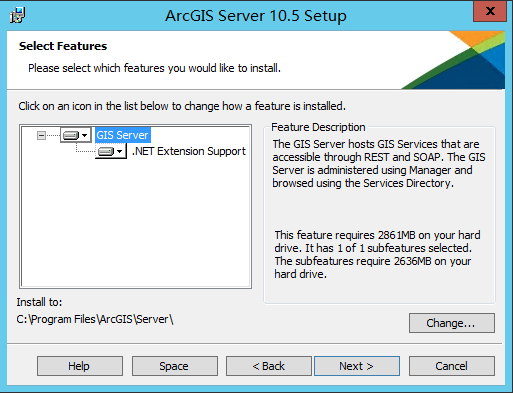 ArcGIS Server 10.5 Setup
X
Select Features
Please select which features you would like to install.
Click on an icon in the list below to change how a feature is installed.
GIS Server
.NET Extension Support
Feature Description
The GIS Server hosts GIS Services that are
accessible through REST and SOAP. The GIS
Server is administered using Manager and
browsed using the Services Directory.
This feature requires 2861MB on your hard
drive. It has 1 of 1 subfeatures selected.
The subfeatures require 2636MB on your
hard drive.
Install to:
C:\Program Files\ArcGIS\Server\
Change...
Help
Space
< Back
Next >
Cancel